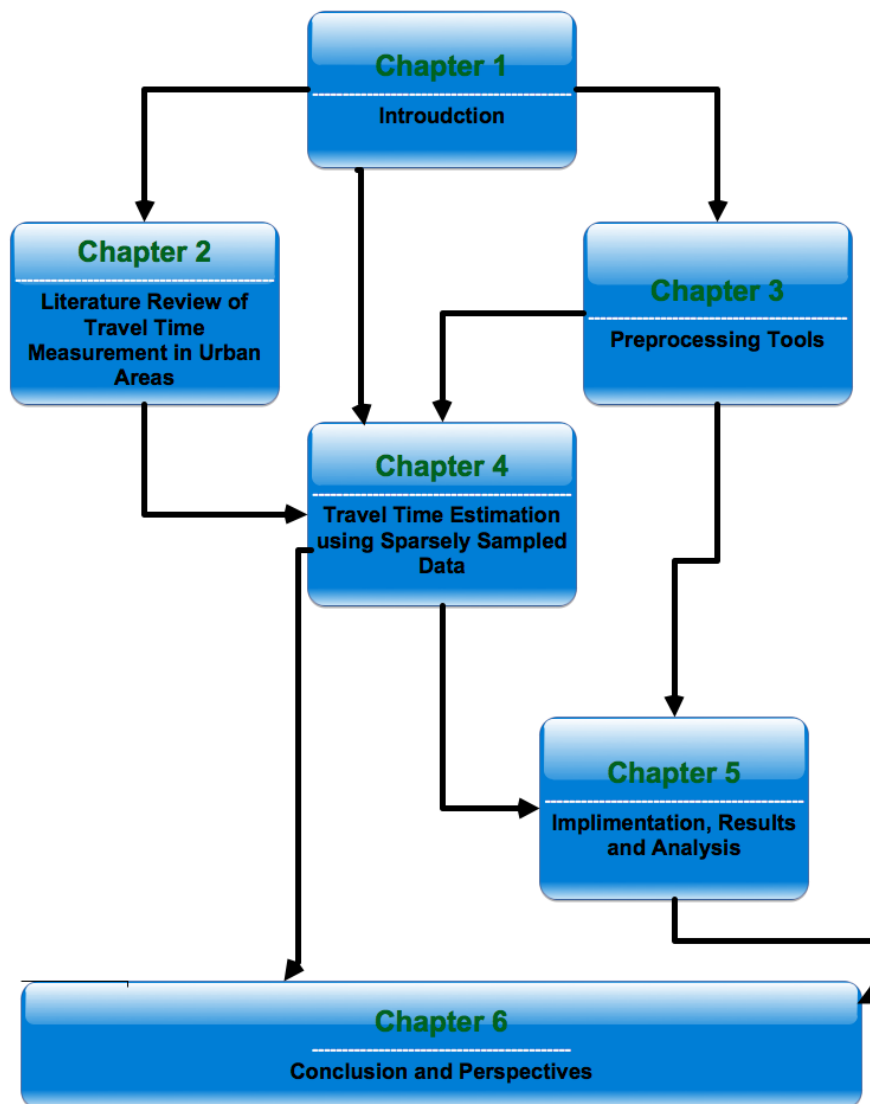 Chapter 1
Introudction
Chapter 2
Literature Review of
Travel Time
Measurement in Urban
Areas
Chapter 3
Preprocessing Tools
Chapter 4
Travel Time Estimation
using Sparsely Sampled
Data
Chapter 5
Implimentation, Results
and Analysis
Chapter 6
Conclusion and Perspectives